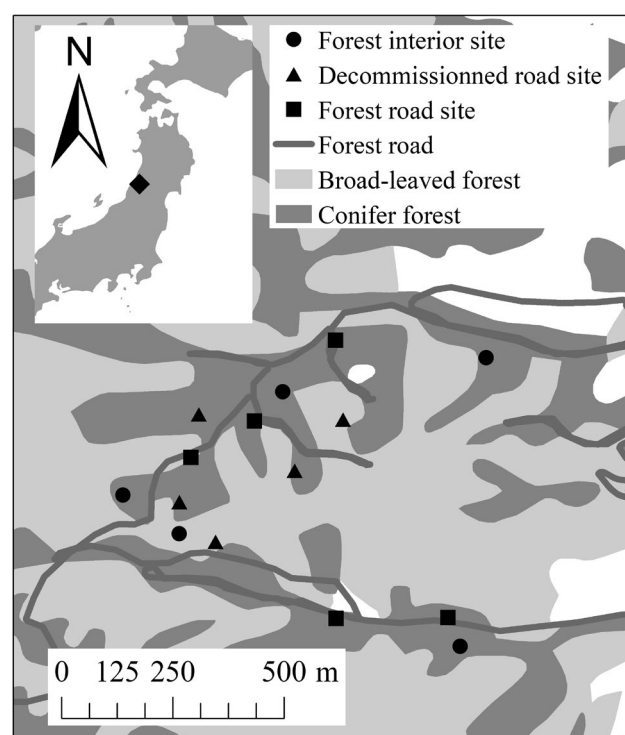 N
Forest interior site
Decommissionned road site
Forest road site
Forest road
Broad-leaved forest
Conifer forest
0 125 250 500 m